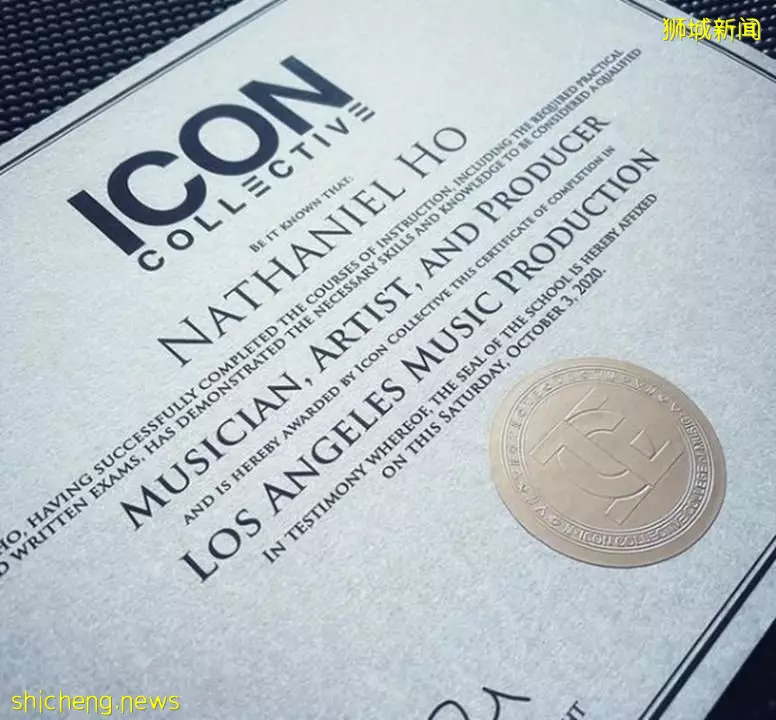 狮城新闻
ICON
COLLECTIVE
BE IT KNOWN THAT:
NATHANIEL HO
HO, HAVING SUCCESSFULLY COMPLETED THE COURSES OF INSTRUCTION, INCLUDING THE REQUIRED PRACTICAL
WRITTEN EXAMS, HAS DEMONSTRATED THE NECESSARY SKILLS AND KNOWLEDGE TO BE CONSIDERED A QUALIFIED
MUSICIAN, ARTIST, AND PRODUCER
AND IS HEREBY AWARDED BY ICON COLLECTIVE THIS CERTIFICATE OF COMPLETION IN
LOS ANGELES MUSIC PRODUCTION
IN TESTIMONY WHEREOF, THE SEAL OF THE SCHOOL IS HEREBY AFFIXED
ON THIS SATURDAY, OCTOBER 3, 2020.
ICON COLLECTIVE COLLEGE
shicheng.news